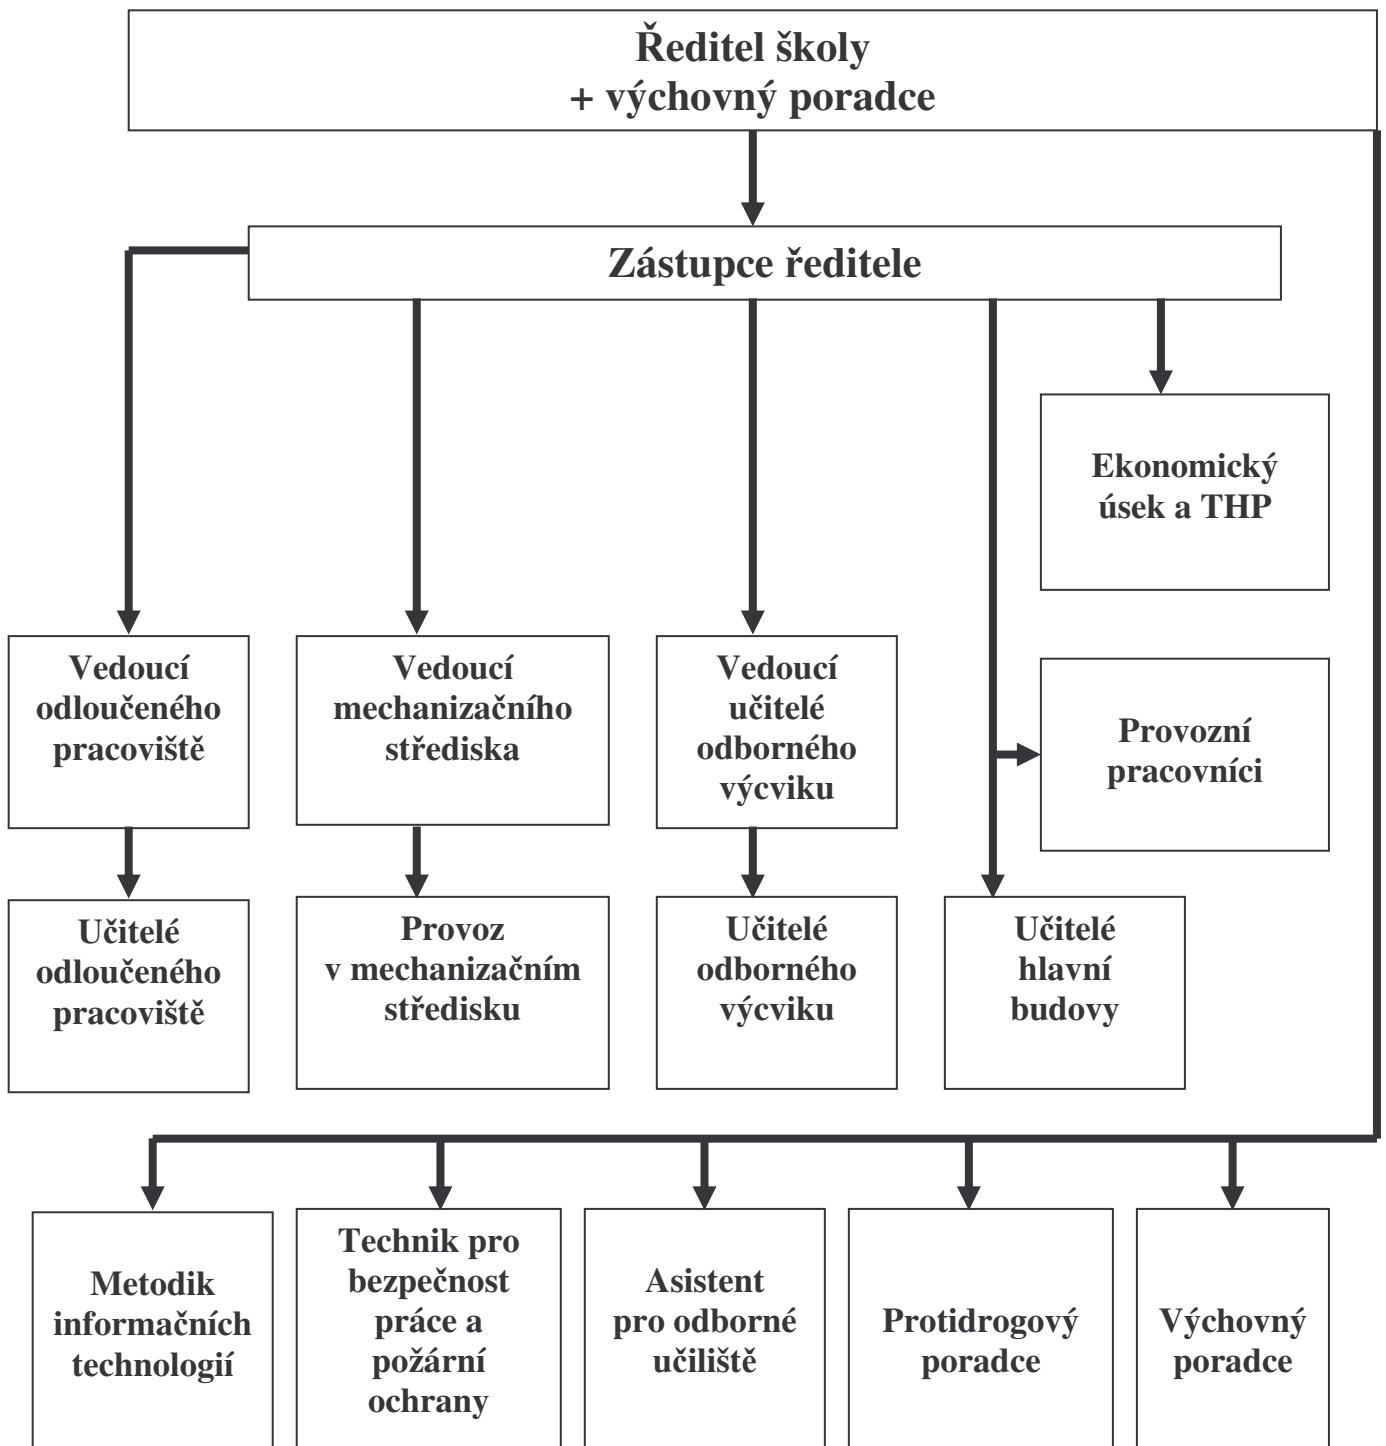 Ředitel školy
+ výchovný poradce
Zástupce ředitele
Ekonomický
úsek a THP
Vedoucí
odloučeného
pracoviště
Vedoucí
mechanizačního
střediska
Vedoucí
učitelé
odborného
výcviku
Provozní
pracovníci
Učitelé
odloučeného
pracoviště
Provoz
v mechanizačním
středisku
Učitelé
odborného
výcviku
Učitelé
hlavní
budovy
Metodik
informačních
technologií
Technik pro
bezpečnost
práce a
požární
ochrany
Asistent
pro odborné
učiliště
Protidrogový
poradce
Výchovný
poradce